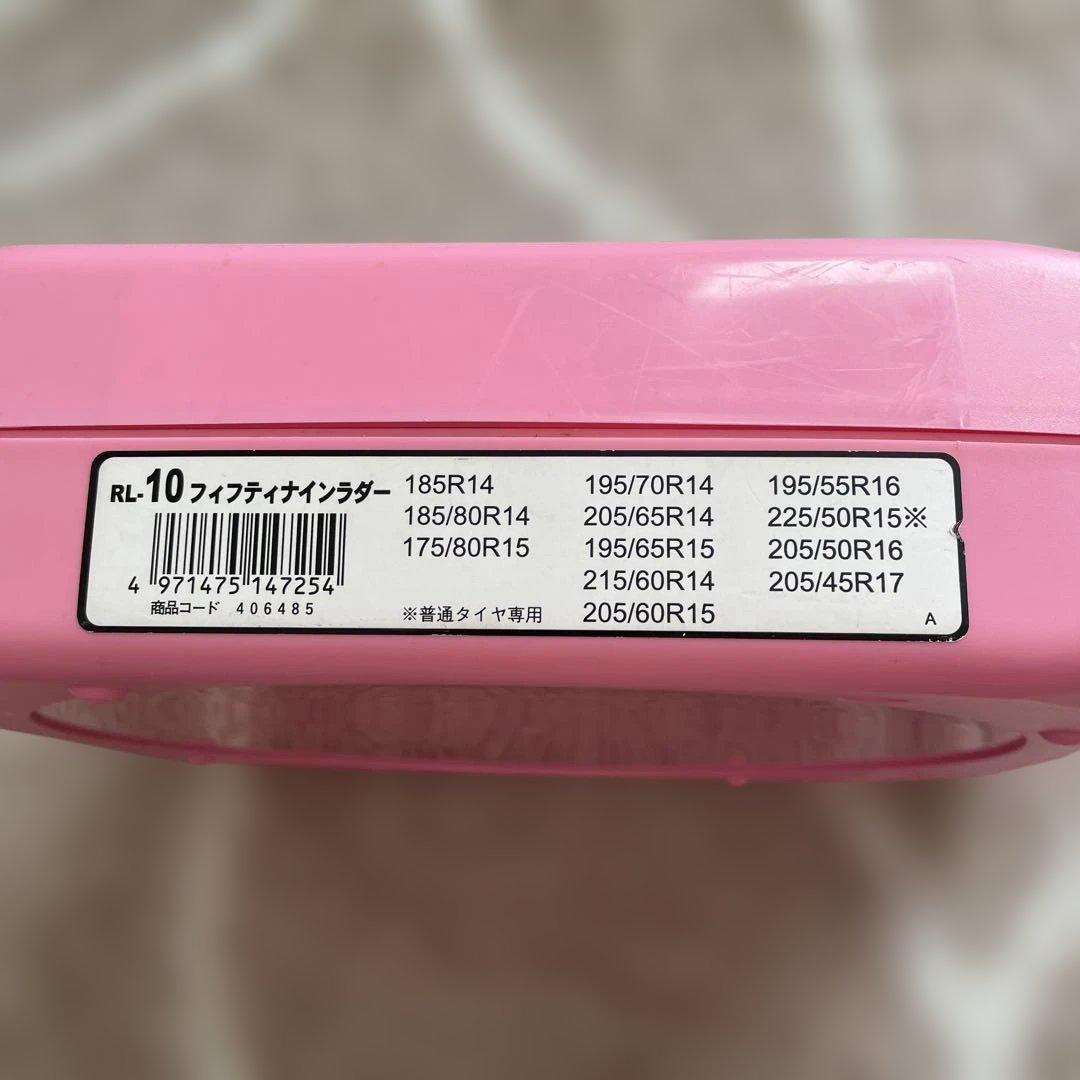 RL-10 フィフティナインラダー
4 971475 147254
商品コード 406485
185R14
185/80R14
175/80R15
※普通タイヤ専用
195/70R14
205/65R14
195/65R15
215/60R14
205/60R15
195/55R16
225/50R15※
205/50R16
205/45R17
A